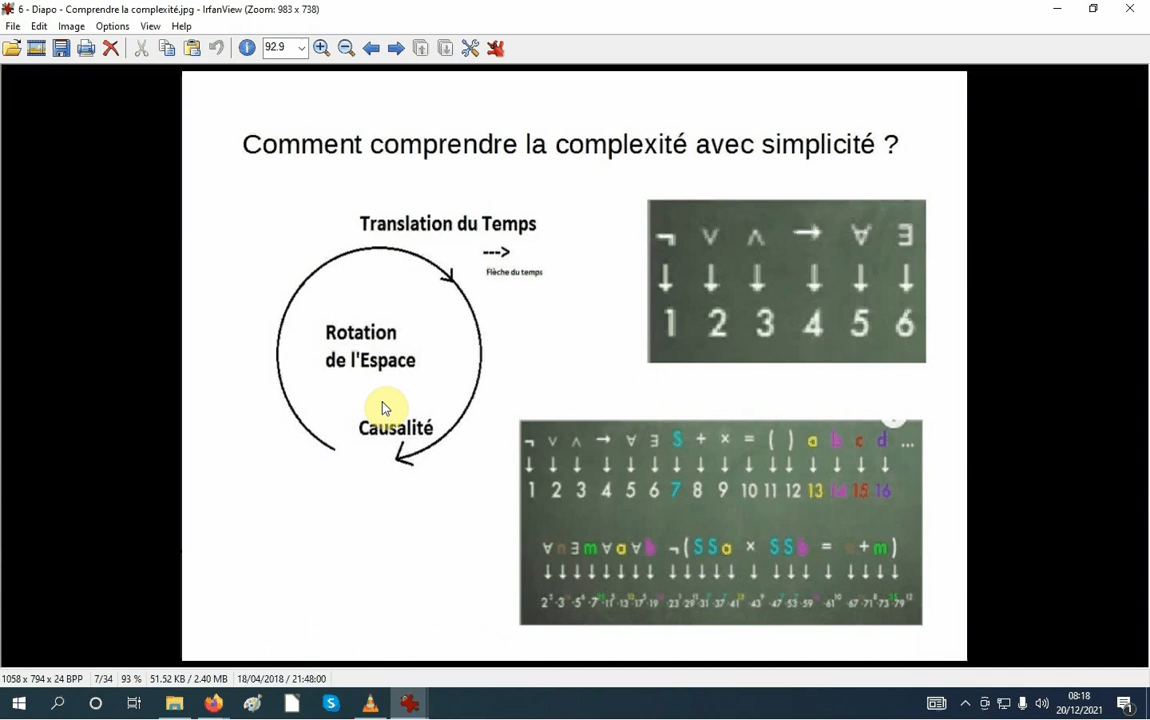 6 - Diapo - Comprendre la complexité.jpg - IrfanView (Zoom: 983 x 738)
File Edit Image Options View Help
92.9
Comment comprendre la complexité avec simplicité ?
Translation du Temps
--->
Flèche du temps
Rotation
de l'Espace
Causalité
¬ ∨ ∧ → ∀ ∃
↓ ↓ ↓ ↓ ↓ ↓
1 2 3 4 5 6
¬ ∨ ∧ → ∀ ∃ S + × = ( ) a b c d ...
↓ ↓ ↓ ↓ ↓ ↓ ↓ ↓ ↓ ↓ ↓ ↓ ↓ ↓ ↓ ↓
1 2 3 4 5 6 7 8 9 10 11 12 13 14 15 16
∀ n ∃ m ∀ a ∀ b ¬ ( S S a × S S b = n + m )
1058 x 794 x 24 BPP 7/34 93 % 51.52 KB / 2.40 MB 18/04/2018 / 21:48:00
08:18
20/12/2021
1